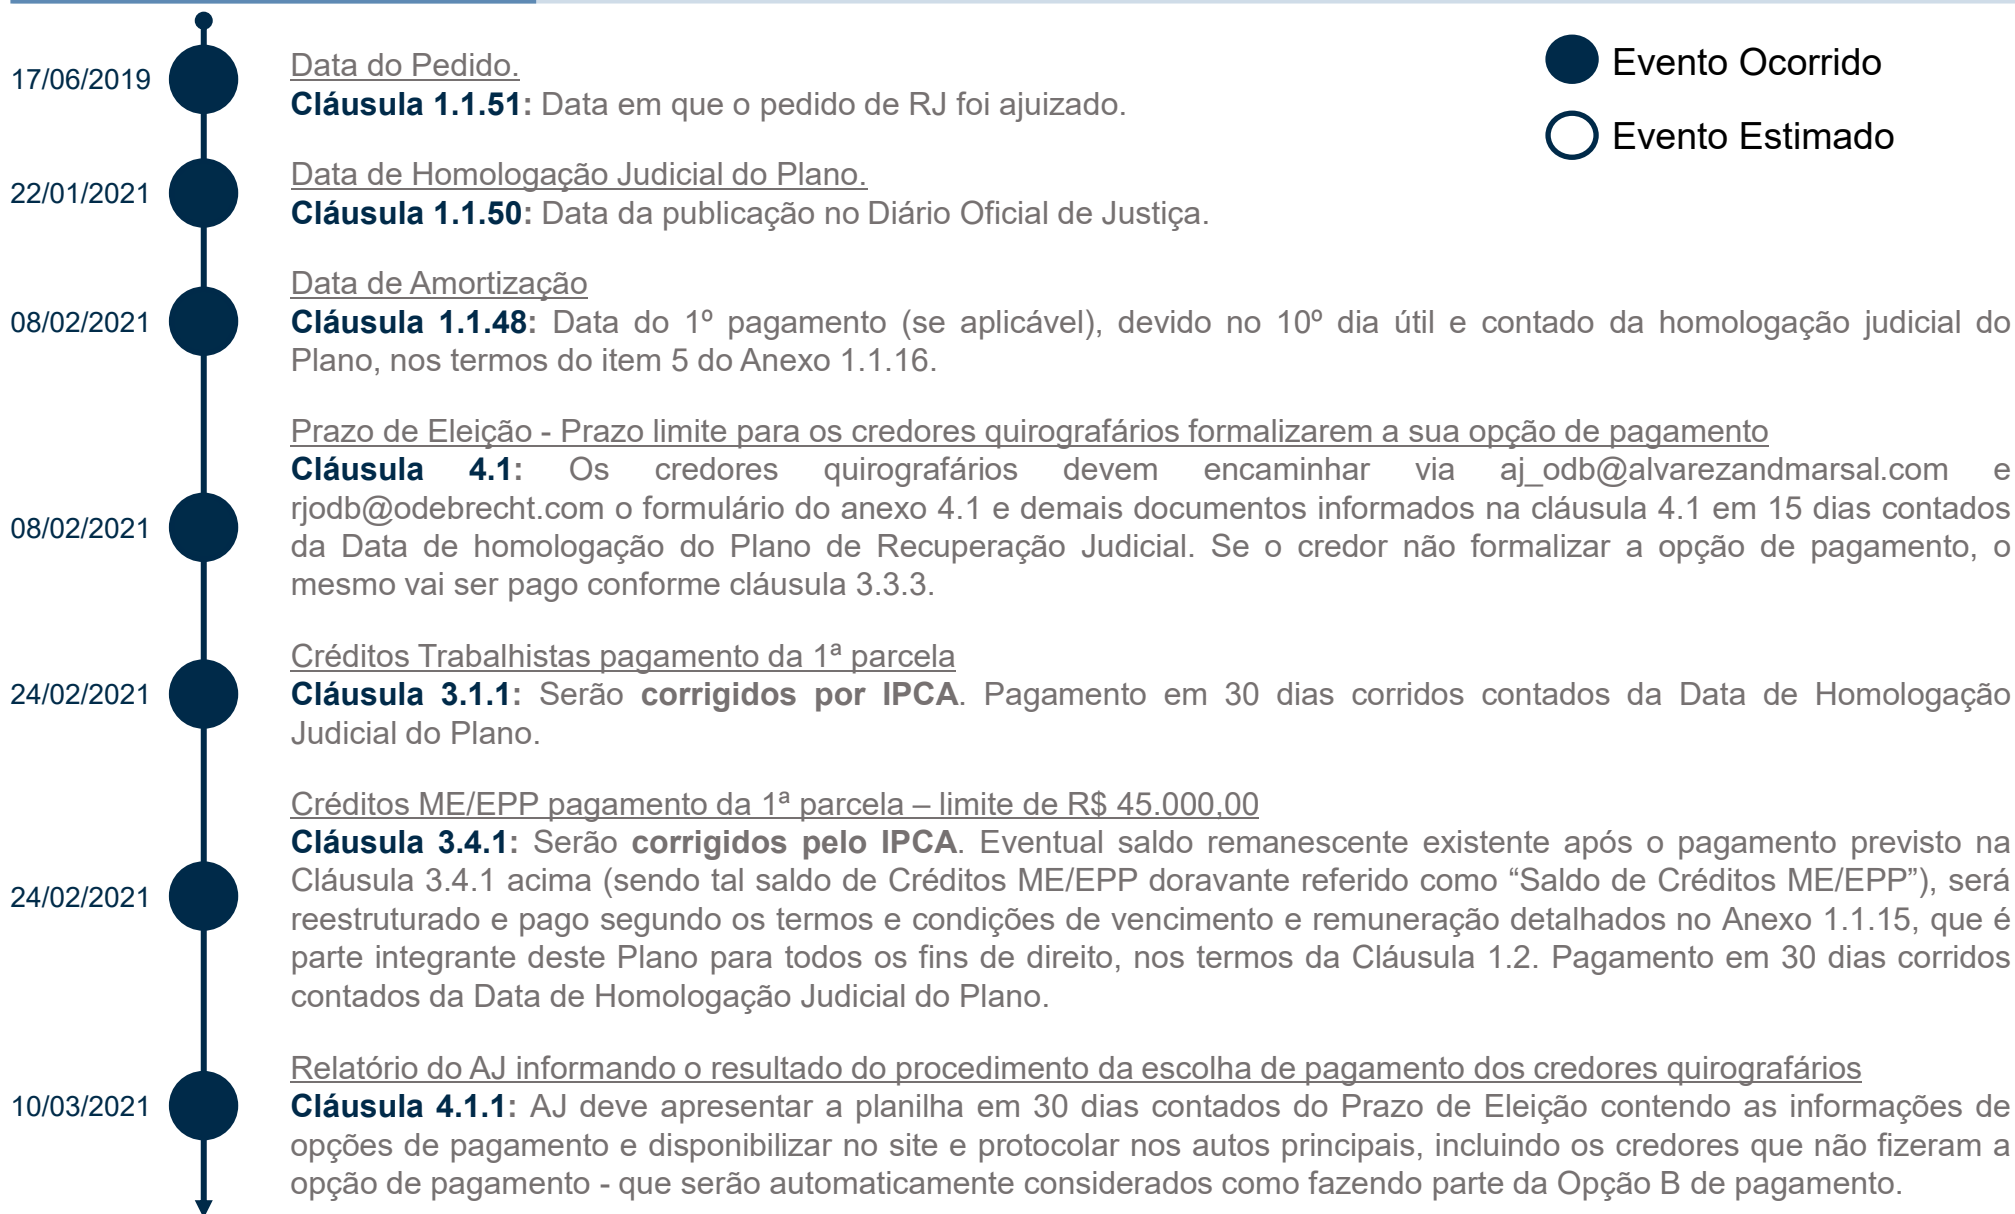 Evento Ocorrido
Evento Estimado
17/06/2019
Data do Pedido.
Cláusula 1.1.51: Data em que o pedido de RJ foi ajuizado.
22/01/2021
Data de Homologação Judicial do Plano.
Cláusula 1.1.50: Data da publicação no Diário Oficial de Justiça.
08/02/2021
Data de Amortização
Cláusula 1.1.48: Data do 1º pagamento (se aplicável), devido no 10º dia útil e contado da homologação judicial do
Plano, nos termos do item 5 do Anexo 1.1.16.
08/02/2021
Prazo de Eleição - Prazo limite para os credores quirografários formalizarem a sua opção de pagamento
Cláusula 4.1: Os credores quirografários devem encaminhar via aj_odb@alvarezandmarsal.com e
rjodb@odebrecht.com o formulário do anexo 4.1 e demais documentos informados na cláusula 4.1 em 15 dias contados
da Data de homologação do Plano de Recuperação Judicial. Se o credor não formalizar a opção de pagamento, o
mesmo vai ser pago conforme cláusula 3.3.3.
24/02/2021
Créditos Trabalhistas pagamento da 1ª parcela
Cláusula 3.1.1: Serão corrigidos por IPCA. Pagamento em 30 dias corridos contados da Data de Homologação
Judicial do Plano.
24/02/2021
Créditos ME/EPP pagamento da 1ª parcela – limite de R$ 45.000,00
Cláusula 3.4.1: Serão corrigidos pelo IPCA. Eventual saldo remanescente existente após o pagamento previsto na
Cláusula 3.4.1 acima (sendo tal saldo de Créditos ME/EPP doravante referido como “Saldo de Créditos ME/EPP”), será
reestruturado e pago segundo os termos e condições de vencimento e remuneração detalhados no Anexo 1.1.15, que é
parte integrante deste Plano para todos os fins de direito, nos termos da Cláusula 1.2. Pagamento em 30 dias corridos
contados da Data de Homologação Judicial do Plano.
10/03/2021
Relatório do AJ informando o resultado do procedimento da escolha de pagamento dos credores quirografários
Cláusula 4.1.1: AJ deve apresentar a planilha em 30 dias contados do Prazo de Eleição contendo as informações de
opções de pagamento e disponibilizar no site e protocolar nos autos principais, incluindo os credores que não fizeram a
opção de pagamento - que serão automaticamente considerados como fazendo parte da Opção B de pagamento.